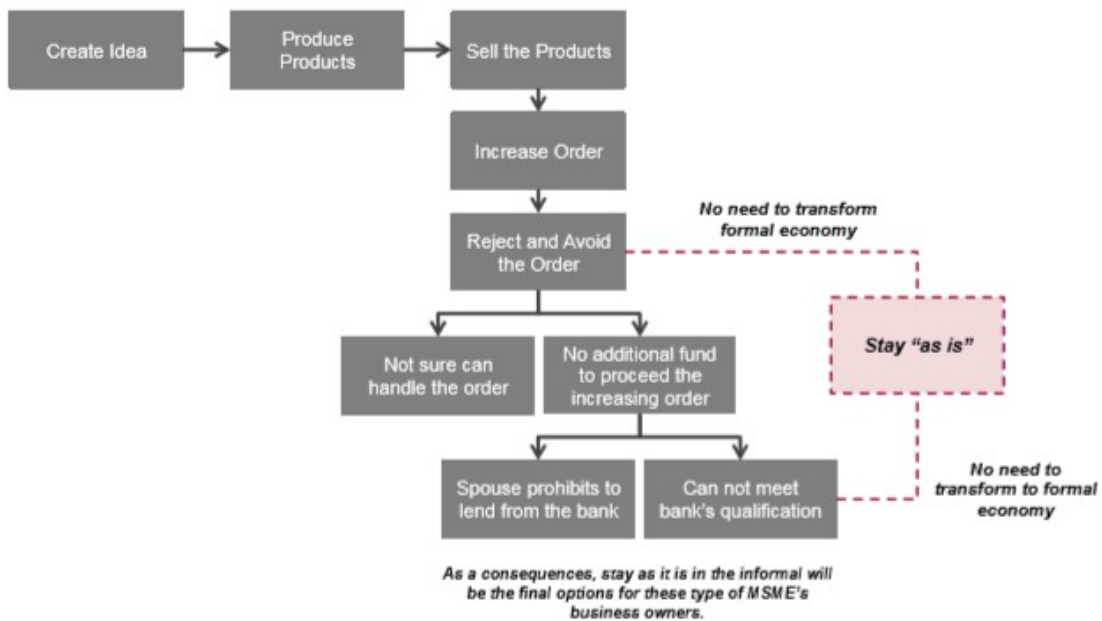 Create Idea
Produce
Products
Sell the Products
Increase Order
No need to transform
formal economy
Reject and Avoid
the Order
Stay “as is”
Not sure can
handle the order
No additional fund
to proceed the
increasing order
Spouse prohibits to
lend from the bank
Can not meet
bank's qualification
No need to
transform to formal
economy
As a consequences, stay as it is in the informal will
be the final options for these type of MSME's
business owners.